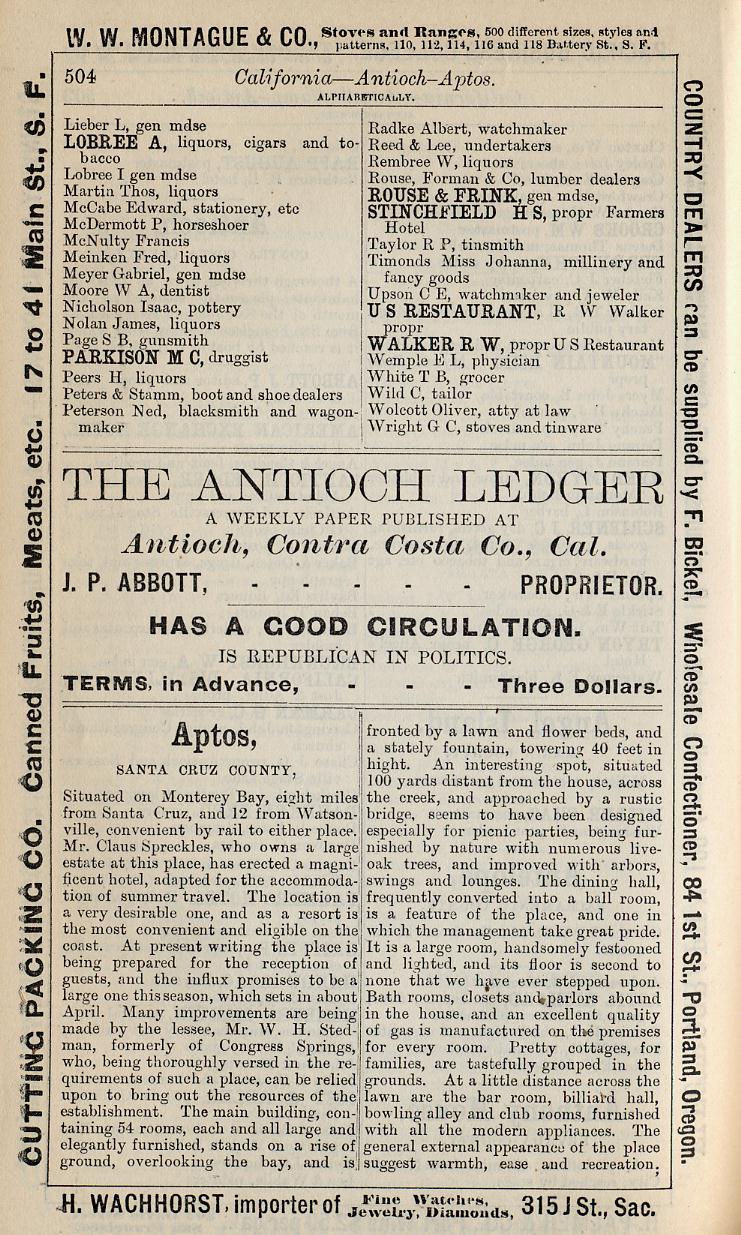 W. W. MONTAGUE & CO., Stoves and Ranges, 500 different sizes, styles and
patterns, 110, 112, 114, 116 and 118 Battery St., S. F.
504 California—Antioch–Aptos.
ALPHABETICALLY.
Lieber L, gen mdse
LOBREE A, liquors, cigars and to-
bacco
Lobree I gen mdse
Martin Thos, liquors
McCabe Edward, stationery, etc
McDermott P, horseshoer
McNulty Francis
Meinken Fred, liquors
Meyer Gabriel, gen mdse
Moore W A, dentist
Nicholson Isaac, pottery
Nolan James, liquors
Page S B, gunsmith
PARKISON M C, druggist
Peers H, liquors
Peters & Stamm, boot and shoe dealers
Peterson Ned, blacksmith and wagon-
maker
Radke Albert, watchmaker
Reed & Lee, undertakers
Rembree W, liquors
Rouse, Forman & Co, lumber dealers
ROUSE & FRINK, gen mdse,
STINCHFIELD H S, propr Farmers
Hotel
Taylor R P, tinsmith
Timonds Miss Johanna, millinery and
fancy goods
Upson C E, watchmaker and jeweler
U S RESTAURANT, R W Walker
propr
WALKER R W, propr U S Restaurant
Wemple E L, physician
White T B, grocer
Wild C, tailor
Wolcott Oliver, atty at law
Wright G C, stoves and tinware
THE ANTIOCH LEDGER
A WEEKLY PAPER PUBLISHED AT
Antioch, Contra Costa Co., Cal.
J. P. ABBOTT, - - - - - PROPRIETOR.
HAS A GOOD CIRCULATION.
IS REPUBLICAN IN POLITICS.
TERMS, in Advance, - - - Three Dollars.
Aptos,
SANTA CRUZ COUNTY,
Situated on Monterey Bay, eight miles
from Santa Cruz, and 12 from Watson-
ville, convenient by rail to either place.
Mr. Claus Spreckles, who owns a large
estate at this place, has erected a magni-
ficent hotel, adapted for the accommoda-
tion of summer travel. The location is
a very desirable one, and as a resort is
the most convenient and eligible on the
coast. At present writing the place is
being prepared for the reception of
guests, and the influx promises to be a
large one this season, which sets in about
April. Many improvements are being
made by the lessee, Mr. W. H. Sted-
man, formerly of Congress Springs,
who, being thoroughly versed in the re-
quirements of such a place, can be relied
upon to bring out the resources of the
establishment. The main building, con-
taining 54 rooms, each and all large and
elegantly furnished, stands on a rise of
ground, overlooking the bay, and is
fronted by a lawn and flower beds, and
a stately fountain, towering 40 feet in
hight. An interesting spot, situated
100 yards distant from the house, across
the creek, and approached by a rustic
bridge, seems to have been designed
especially for picnic parties, being fur-
nished by nature with numerous live-
oak trees, and improved with arbors,
swings and lounges. The dining hall,
frequently converted into a ball room,
is a feature of the place, and one in
which the management take great pride.
It is a large room, handsomely festooned
and lighted, and its floor is second to
none that we have ever stepped upon.
Bath rooms, closets and parlors abound
in the house, and an excellent quality
of gas is manufactured on the premises
for every room. Pretty cottages, for
families, are tastefully grouped in the
grounds. At a little distance across the
lawn are the bar room, billiard hall,
bowling alley and club rooms, furnished
with all the modern appliances. The
general external appearance of the place
suggest warmth, ease and recreation,
H. WACHHORST, importer of Fine Watches, Jewelry, Diamonds, 315 J St., Sac.
CUTTING PACKING CO. Canned Fruits, Meats, etc. 17 to 41 Main St., S. F.
COUNTRY DEALERS can be supplied by F. Bickel, Wholesale Confectioner, 84 1st St., Portland, Oregon.